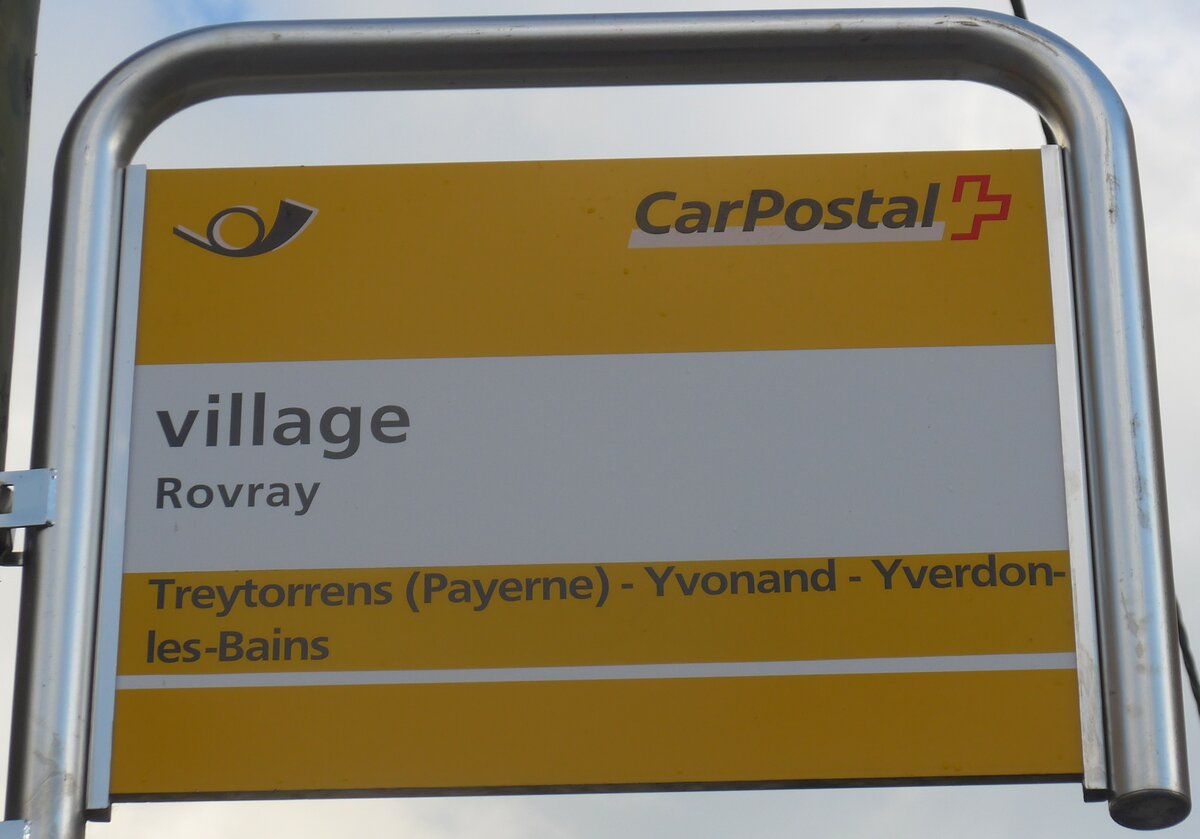 CarPostal
village
Rovray
Treytorrens (Payerne) - Yvonand - Yverdon-
les-Bains